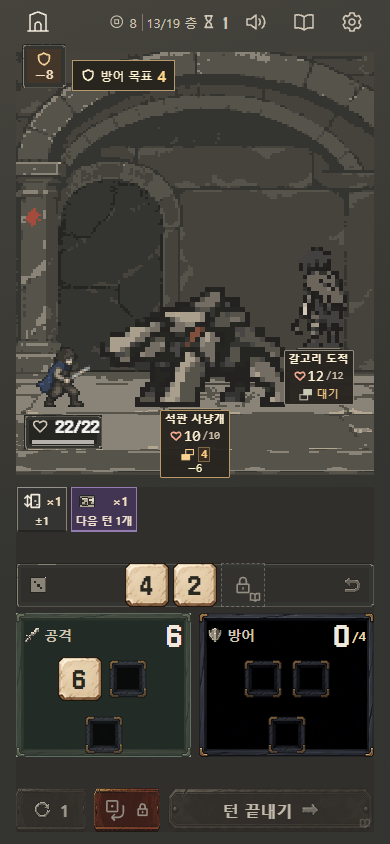 8 13/19 층 1
−8
방어 목표 4
갈고리 도적
12/12
대기
22/22
석판 사냥개
10/10
4
−6
×1
±1
×1
다음 턴 1개
4 2
공격 6
6
방어 0/4
1
턴 끝내기